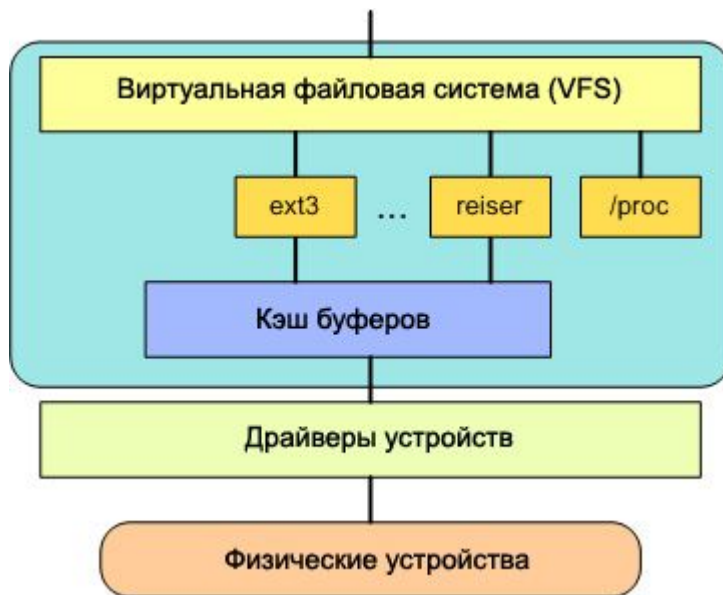 Виртуальная файловая система (VFS)
ext3 ... reiser /proc
Кэш буферов
Драйверы устройств
Физические устройства